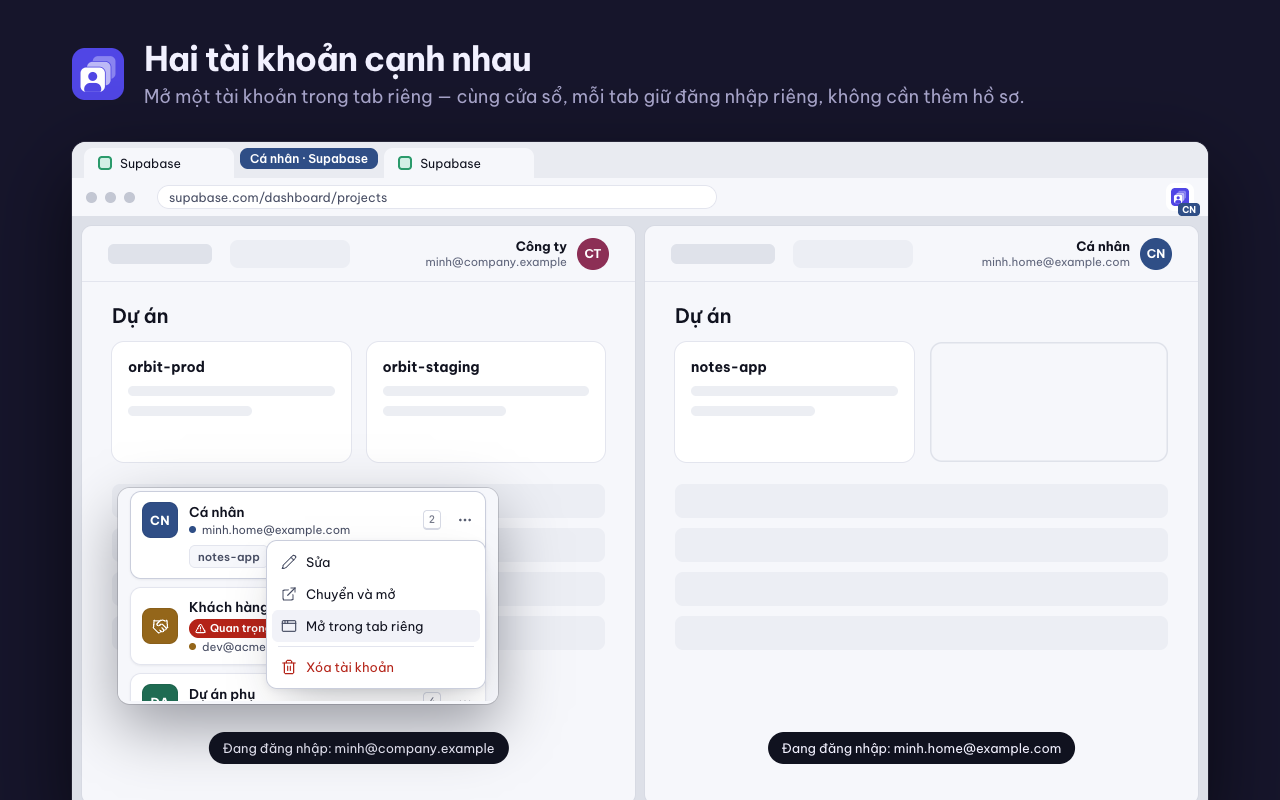 Hai tài khoản cạnh nhau
Mở một tài khoản trong tab riêng — cùng cửa sổ, mỗi tab giữ đăng nhập riêng, không cần thêm hồ sơ.
Supabase
Cá nhân · Supabase
Supabase
supabase.com/dashboard/projects
CN
Công ty
minh@company.example
CT
Dự án
orbit-prod
orbit-staging
CN
Cá nhân
minh.home@example.com
2
notes-app
Khách hàng
Quan trọng
dev@acme
Dự án phụ
Sửa
Chuyển và mở
Mở trong tab riêng
Xóa tài khoản
Đang đăng nhập: minh@company.example
Cá nhân
minh.home@example.com
CN
Dự án
notes-app
Đang đăng nhập: minh.home@example.com